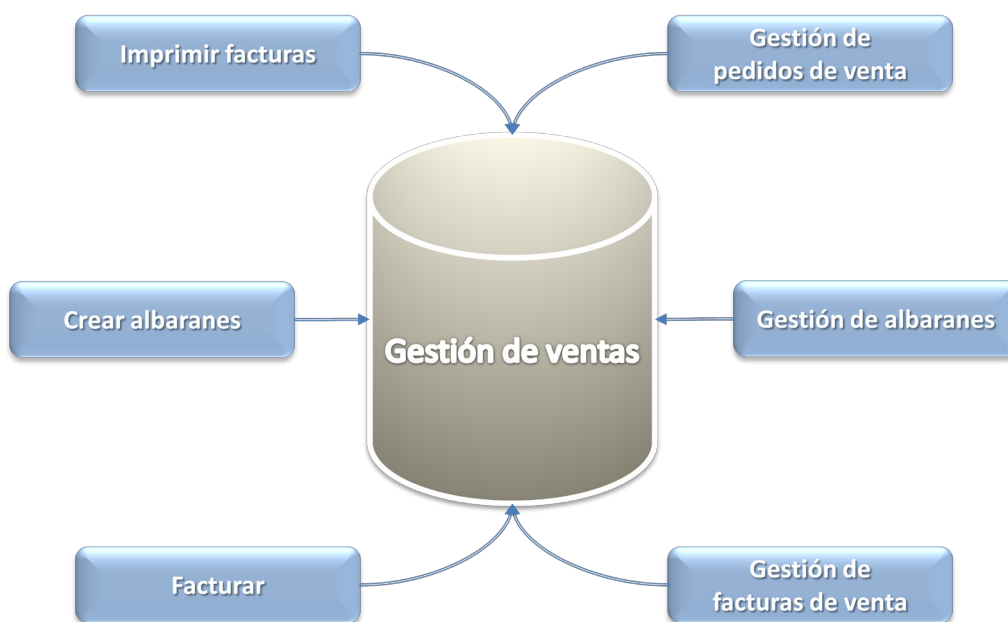 Imprimir facturas
Gestión de
pedidos de venta
Crear albaranes
Gestión de ventas
Gestión de albaranes
Facturar
Gestión de
facturas de venta